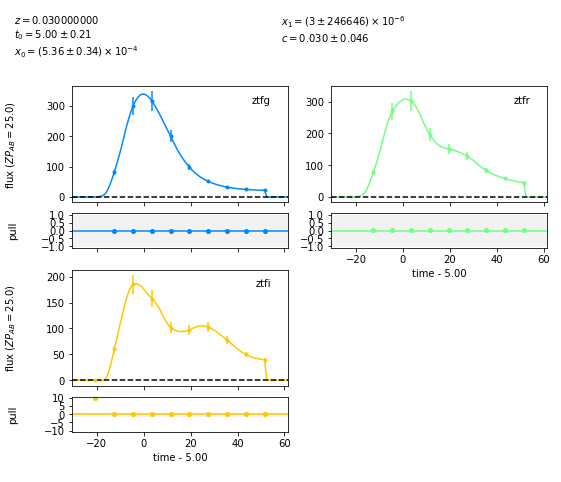 z = 0.030000000
t₀ = 5.00 ± 0.21
x₀ = (5.36 ± 0.34) × 10⁻⁴
x₁ = (3 ± 246646) × 10⁻⁶
c = 0.030 ± 0.046
flux (ZP_AB = 25.0)
300
200
100
0
ztfg
300
200
100
0
ztfr
pull
1.0
0.5
0.0
−0.5
−1.0
1.0
0.5
0.0
−0.5
−1.0
−20 0 20 40 60
time - 5.00
flux (ZP_AB = 25.0)
200
150
100
50
0
ztfi
pull
10
5
0
−5
−10
−20 0 20 40 60
time - 5.00